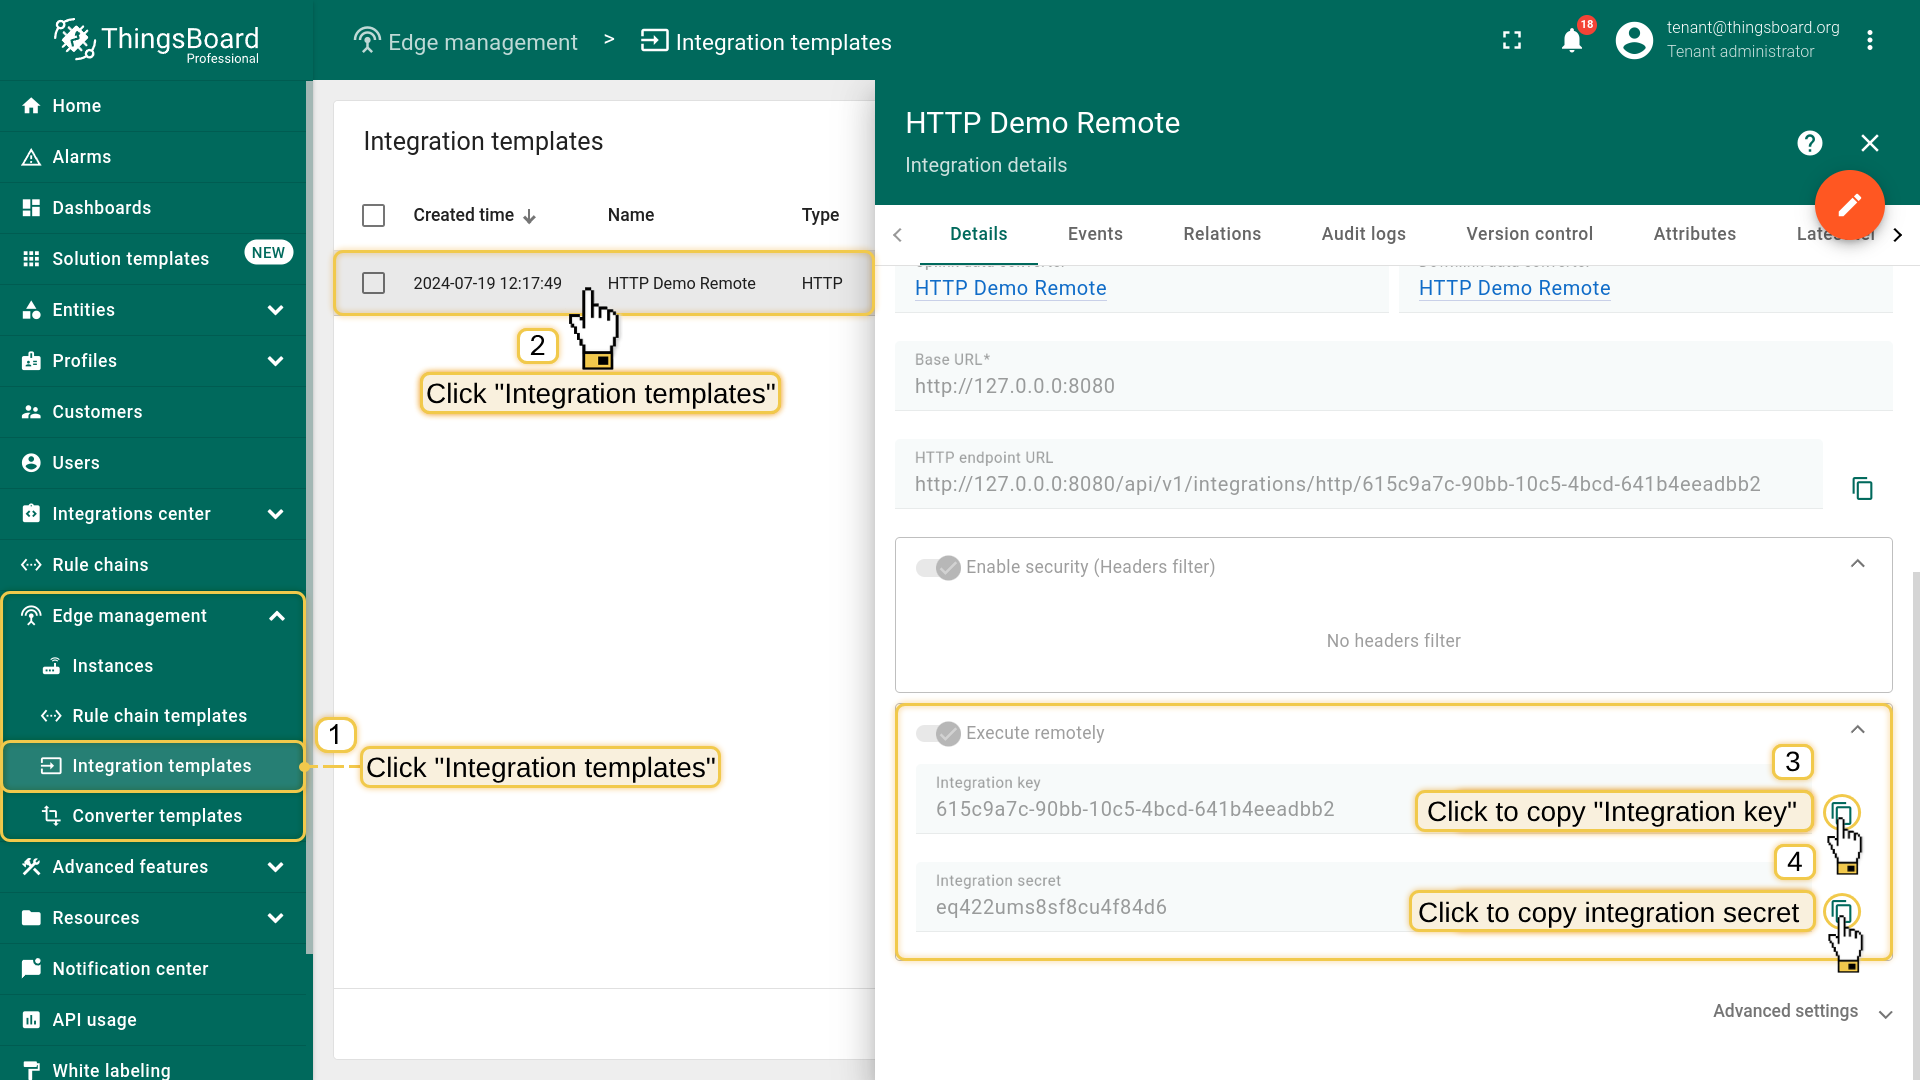 ThingsBoard
Professional
Edge management > Integration templates
18
tenant@thingsboard.org
Tenant administrator
Home
Alarms
Dashboards
Solution templates NEW
Entities
Profiles
Customers
Users
Integrations center
Rule chains
Edge management
Instances
Rule chain templates
Integration templates
Converter templates
Advanced features
Resources
Notification center
API usage
White labeling
Integration templates
Created time Name Type
2024-07-19 12:17:49 HTTP Demo Remote HTTP
2
Click "Integration templates"
1
Click "Integration templates"
HTTP Demo Remote
Integration details
Details Events Relations Audit logs Version control Attributes
HTTP Demo Remote HTTP Demo Remote
Base URL*
http://127.0.0.0:8080
HTTP endpoint URL
http://127.0.0.0:8080/api/v1/integrations/http/615c9a7c-90bb-10c5-4bcd-641b4eeadbb2
Enable security (Headers filter)
No headers filter
Execute remotely
3
Integration key
615c9a7c-90bb-10c5-4bcd-641b4eeadbb2
Click to copy "Integration key"
4
Integration secret
eq422ums8sf8cu4f84d6
Click to copy integration secret
Advanced settings